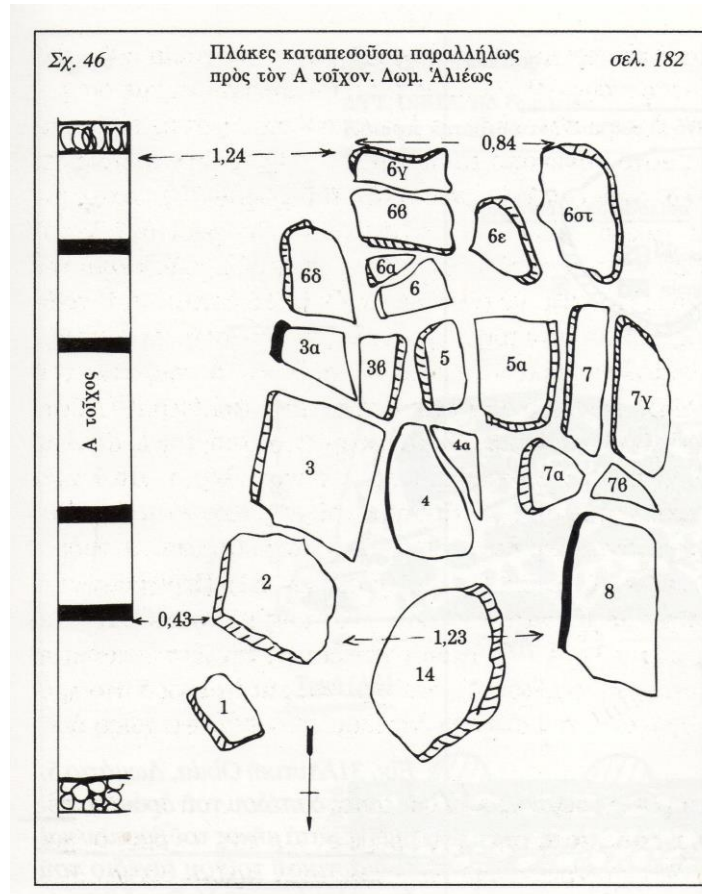 Σχ. 46
Πλάκες καταπεσοῦσαι παραλλήλως
πρὸς τὸν Α τοῖχον. Δωμ. Ἁλιέως
σελ. 182
1,24
0,84
6γ
6β
6ε
6στ
6δ
6α
6
3α
3β
5
5α
7
7γ
Α τοῖχος
3
4
4α
7α
7β
2
8
0,43
1,23
14
1